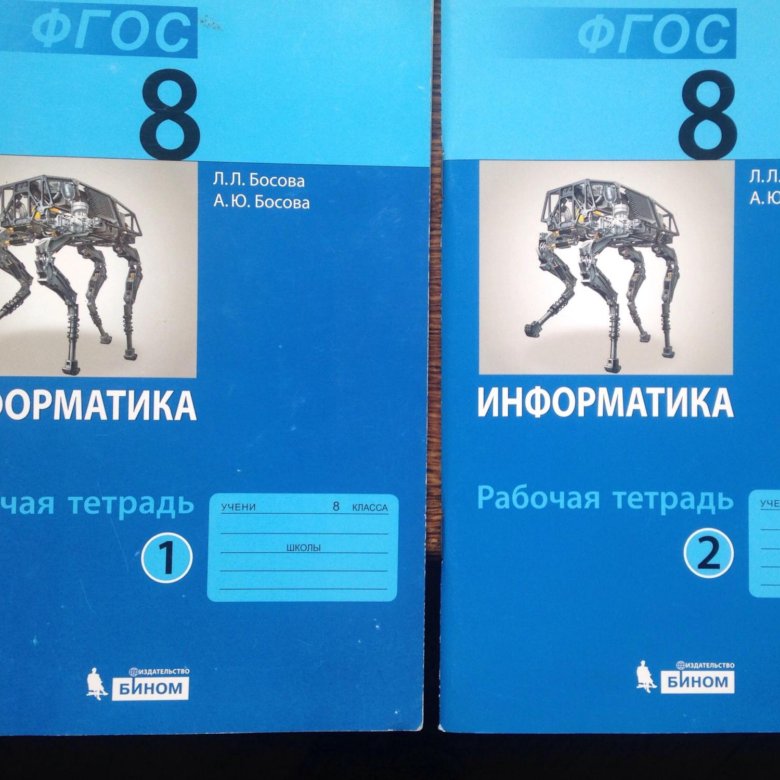 ФГОС
8
Л.Л. Босова
А.Ю. Босова
ФОРМАТИКА
чая тетрадь
1
УЧЕНИ 8 КЛАССА
ШКОЛЫ
ИЗДАТЕЛЬСТВО
БИНОМ
ФГОС
8
Л.Л.
А.Ю
ИНФОРМАТИКА
Рабочая тетрадь
2
УЧЕ
ИЗДАТЕЛЬСТВО
БИНОМ